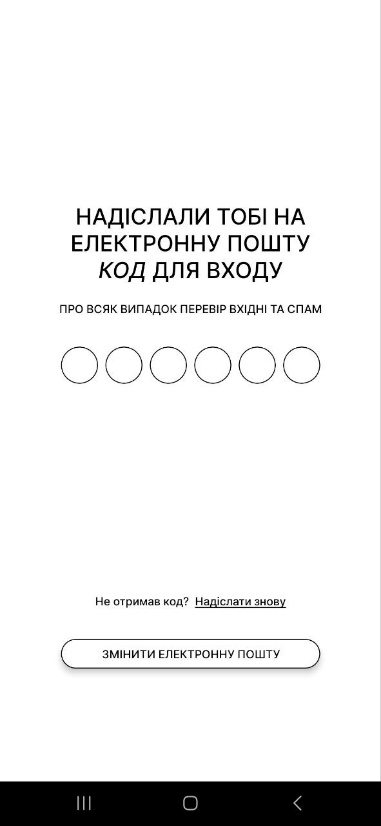 НАДІСЛАЛИ ТОБІ НА
ЕЛЕКТРОННУ ПОШТУ
КОД ДЛЯ ВХОДУ
ПРО ВСЯК ВИПАДОК ПЕРЕВІР ВХІДНІ ТА СПАМ
Не отримав код? Надіслати знову
ЗМІНИТИ ЕЛЕКТРОННУ ПОШТУ